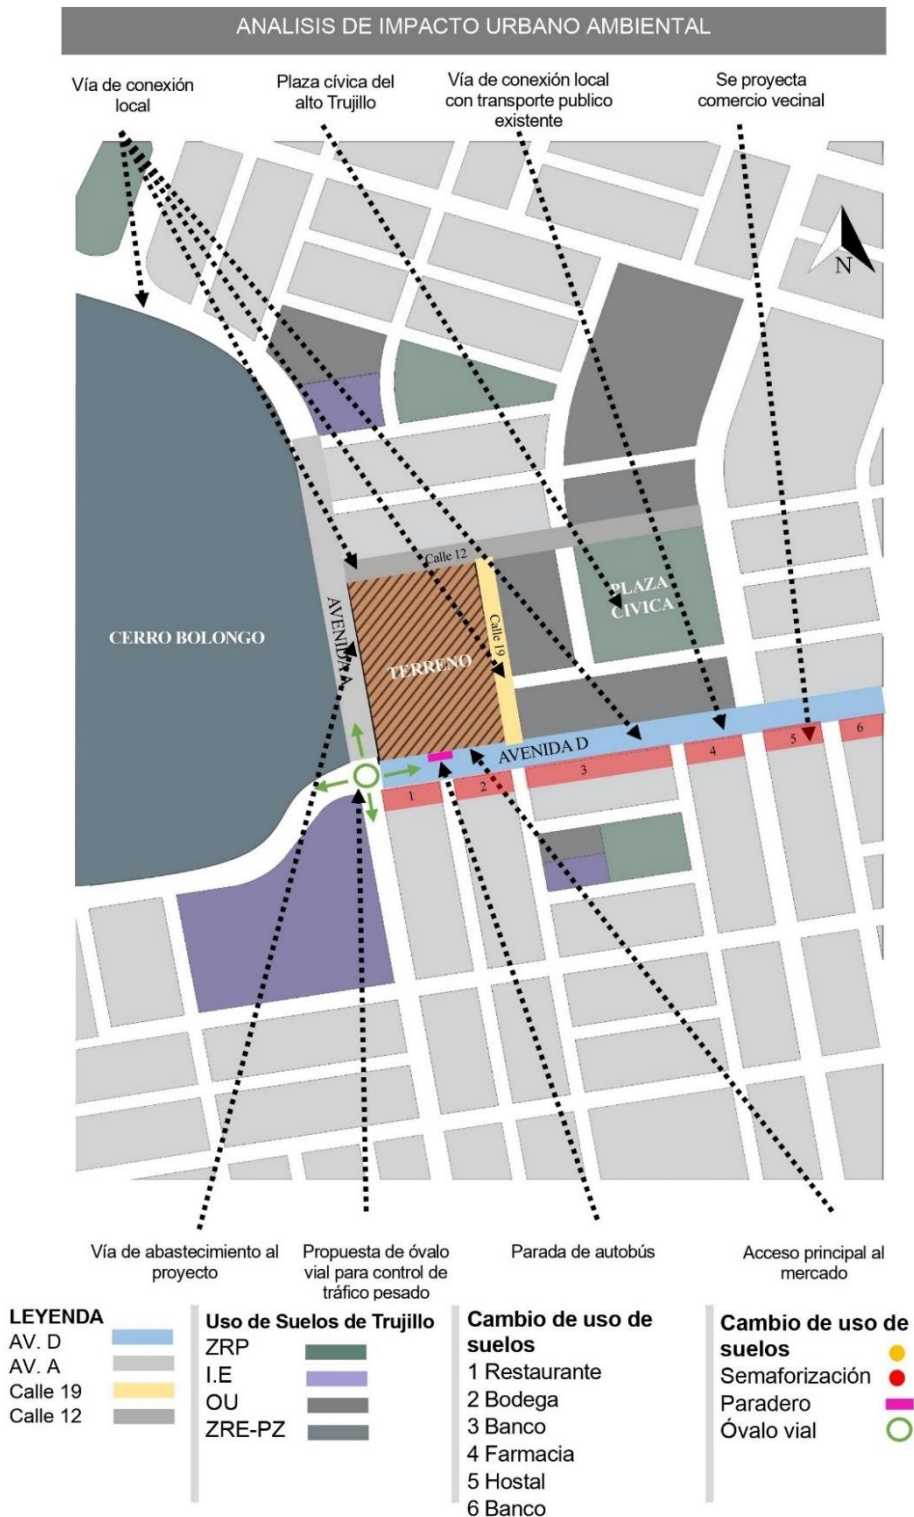 ANALISIS DE IMPACTO URBANO AMBIENTAL
Vía de conexión
local
Plaza cívica del
alto Trujillo
Vía de conexión local
con transporte publico
existente
Se proyecta
comercio vecinal
N
Calle 12
PLAZA
CIVICA
CERRO BOLONGO
AVENIDA A
TERRENO
Calle 19
AVENIDA D
1
2
3
4
5
6
Vía de abastecimiento al
proyecto
Propuesta de óvalo
vial para control de
tráfico pesado
Parada de autobús
Acceso principal al
mercado
LEYENDA
AV. D
AV. A
Calle 19
Calle 12
Uso de Suelos de Trujillo
ZRP
I.E
OU
ZRE-PZ
Cambio de uso de
suelos
1 Restaurante
2 Bodega
3 Banco
4 Farmacia
5 Hostal
6 Banco
Cambio de uso de
suelos
Semaforización
Paradero
Óvalo vial